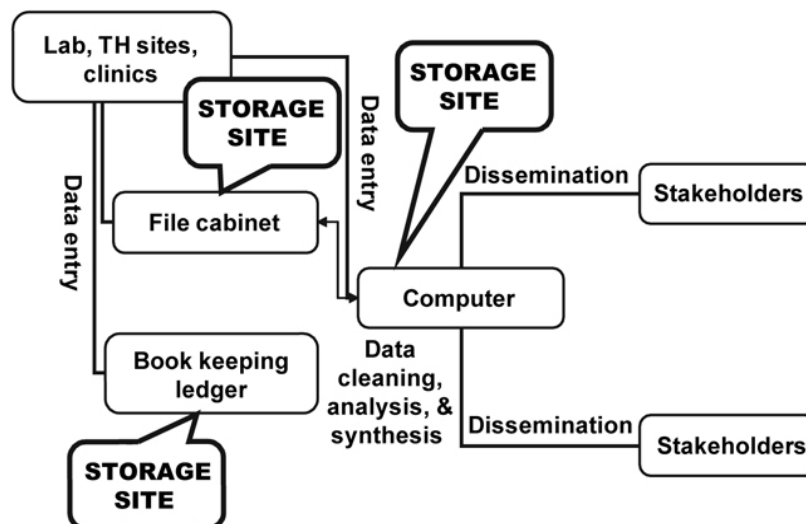 Lab, TH sites,
clinics
STORAGE
SITE
STORAGE
SITE
Data entry
Data entry
Dissemination
Stakeholders
File cabinet
Computer
Book keeping
ledger
Data
cleaning,
analysis, &
synthesis
Dissemination
Stakeholders
STORAGE
SITE